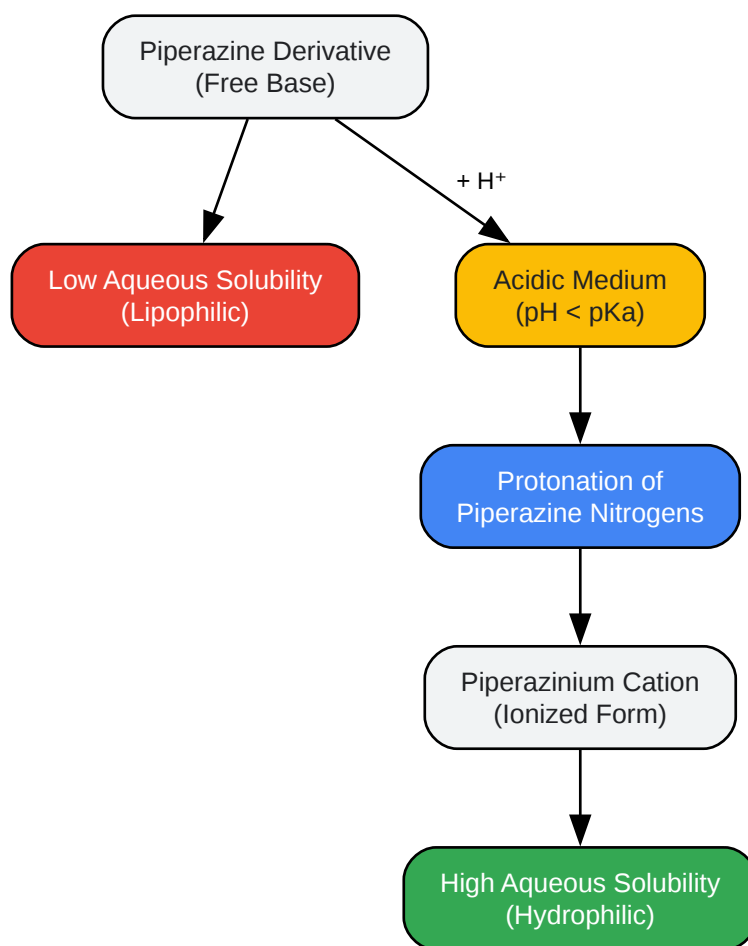 Piperazine Derivative
(Free Base)
+ H⁺
Low Aqueous Solubility
(Lipophilic)
Acidic Medium
(pH < pKa)
Protonation of
Piperazine Nitrogens
Piperazinium Cation
(Ionized Form)
High Aqueous Solubility
(Hydrophilic)